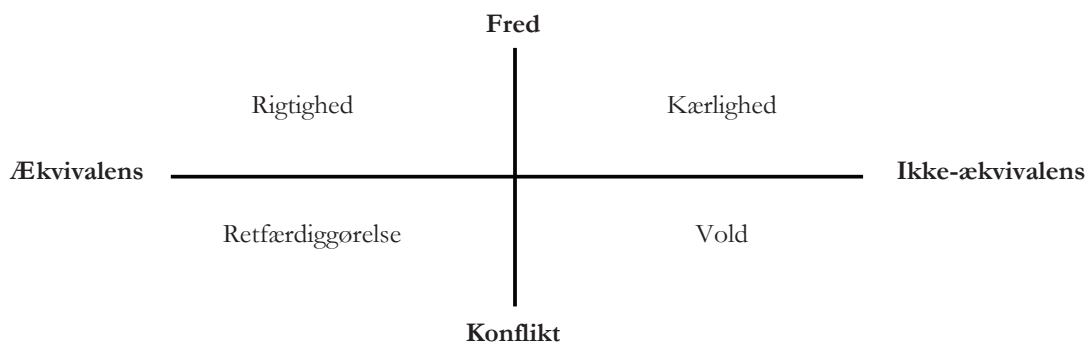 Fred
Rigtighed Kærlighed
Ækvivalens Ikke-ækvivalens
Retfærdiggørelse Vold
Konflikt